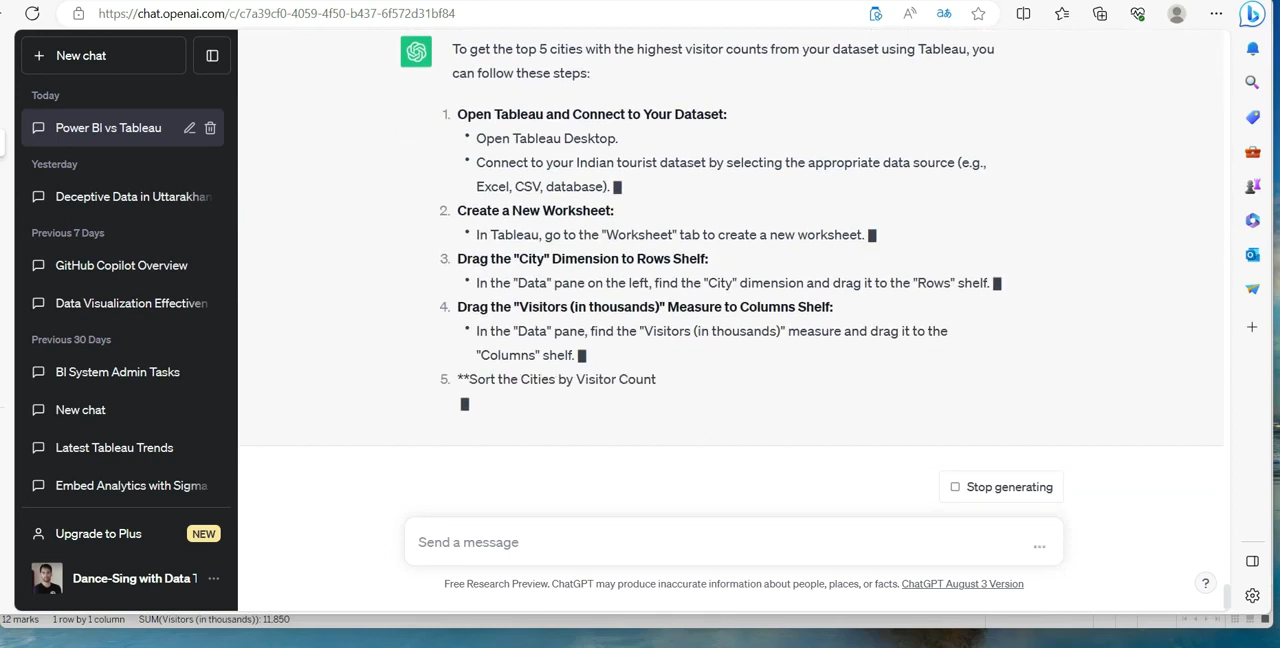 https://chat.openai.com/c/c7a39cf0-4059-4f50-b437-6f572d31bf84
New chat
Today
Power BI vs Tableau
Yesterday
Deceptive Data in Uttarakhan
Previous 7 Days
GitHub Copilot Overview
Data Visualization Effectiven
Previous 30 Days
BI System Admin Tasks
New chat
Latest Tableau Trends
Embed Analytics with Sigma
Upgrade to Plus NEW
Dance-Sing with Data T
To get the top 5 cities with the highest visitor counts from your dataset using Tableau, you
can follow these steps:
1. Open Tableau and Connect to Your Dataset:
• Open Tableau Desktop.
• Connect to your Indian tourist dataset by selecting the appropriate data source (e.g.,
Excel, CSV, database).
2. Create a New Worksheet:
• In Tableau, go to the "Worksheet" tab to create a new worksheet.
3. Drag the "City" Dimension to Rows Shelf:
• In the "Data" pane on the left, find the "City" dimension and drag it to the "Rows" shelf.
4. Drag the "Visitors (in thousands)" Measure to Columns Shelf:
• In the "Data" pane, find the "Visitors (in thousands)" measure and drag it to the
"Columns" shelf.
5. **Sort the Cities by Visitor Count
Stop generating
Send a message
Free Research Preview. ChatGPT may produce inaccurate information about people, places, or facts. ChatGPT August 3 Version
?
12 marks 1 row by 1 column SUM(Visitors (in thousands)): 11,850